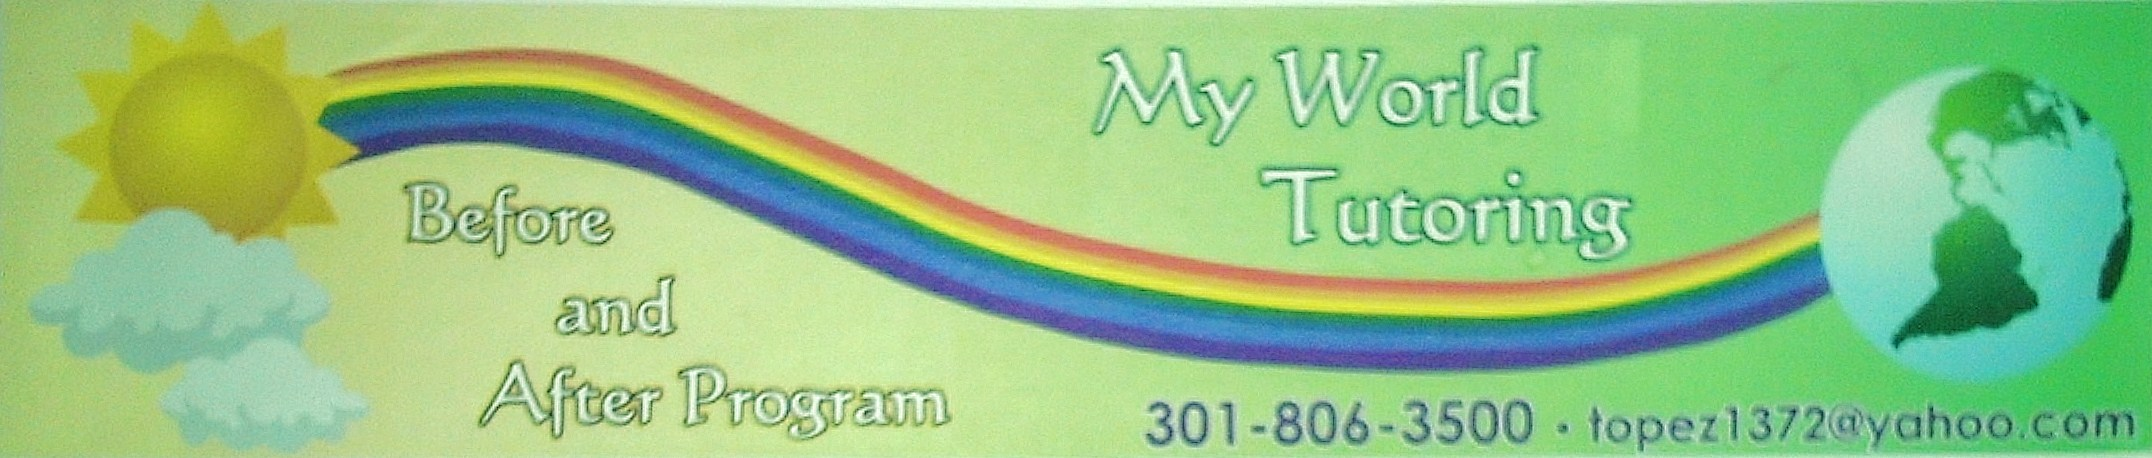 My World
Tutoring
Before
and
After Program
301-806-3500 · topez1372@yahoo.com